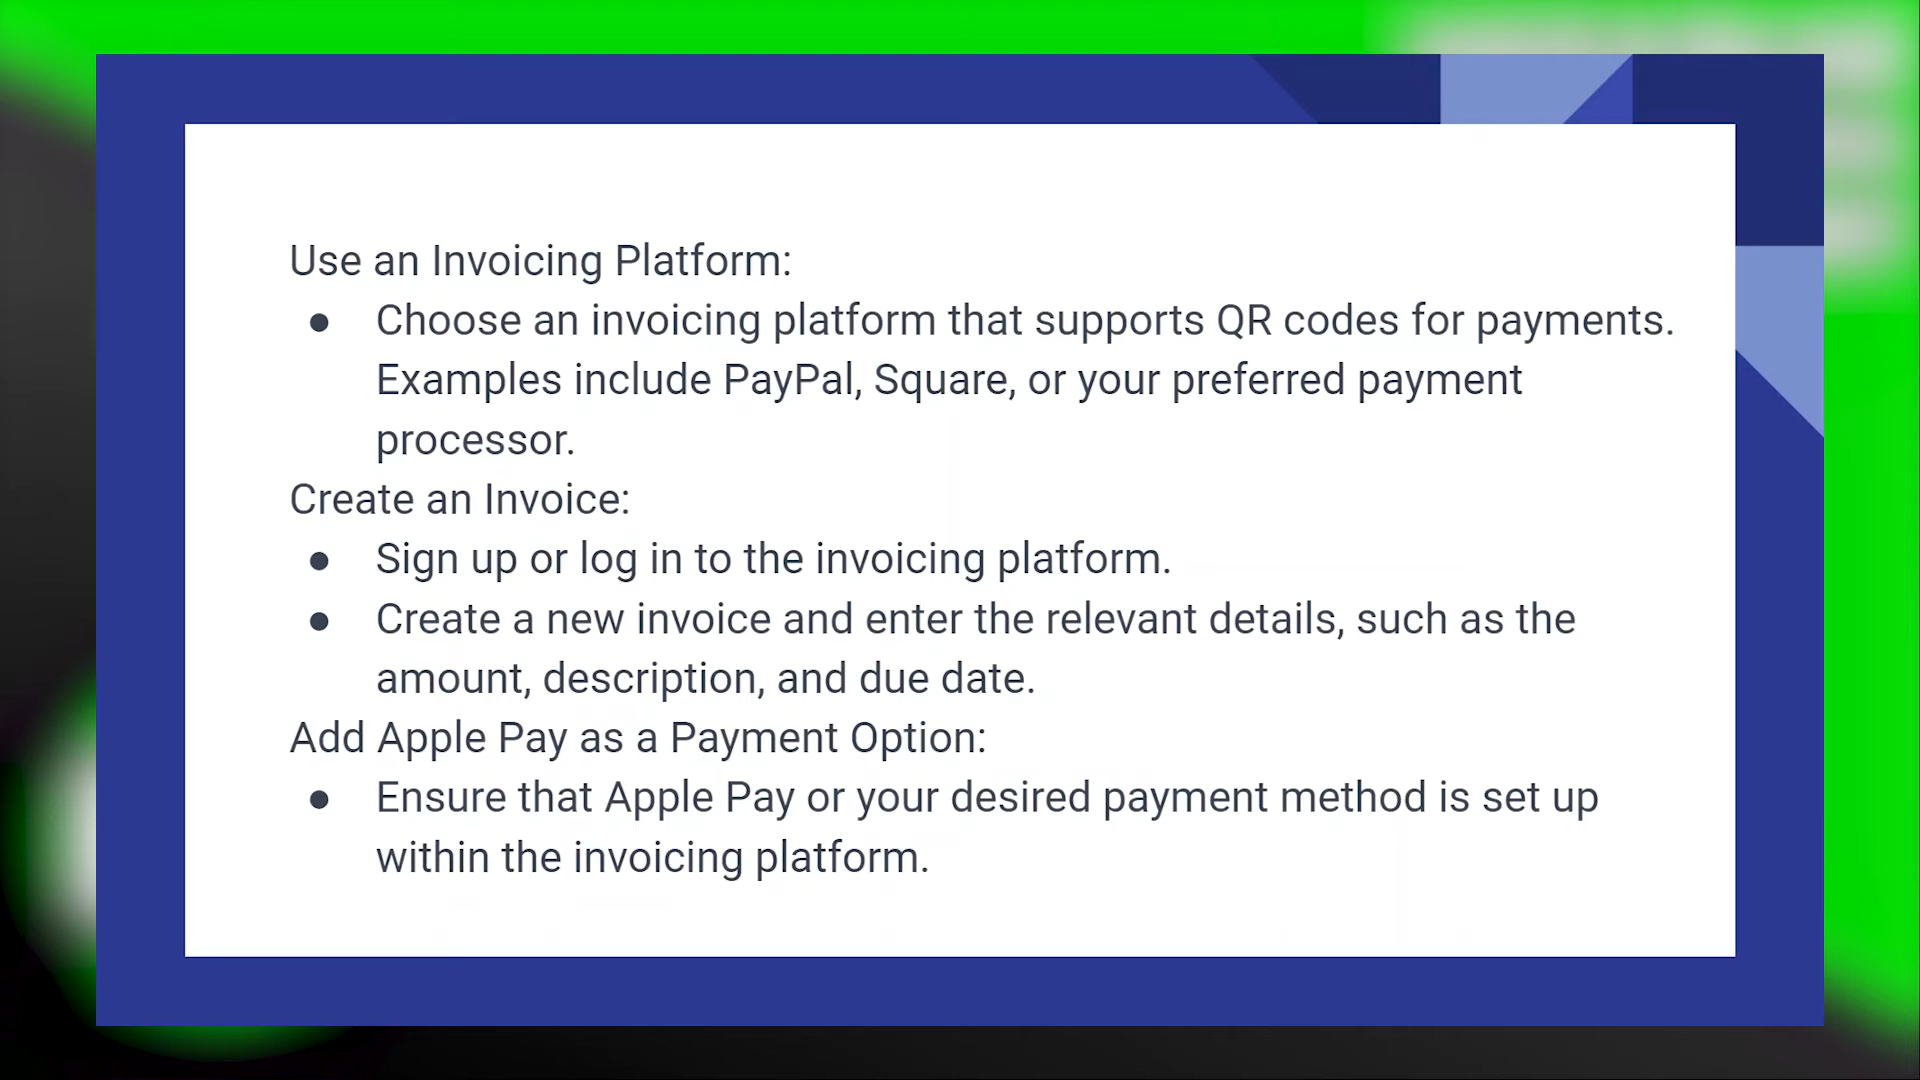 Use an Invoicing Platform:
● Choose an invoicing platform that supports QR codes for payments.
Examples include PayPal, Square, or your preferred payment
processor.
Create an Invoice:
● Sign up or log in to the invoicing platform.
● Create a new invoice and enter the relevant details, such as the
amount, description, and due date.
Add Apple Pay as a Payment Option:
● Ensure that Apple Pay or your desired payment method is set up
within the invoicing platform.